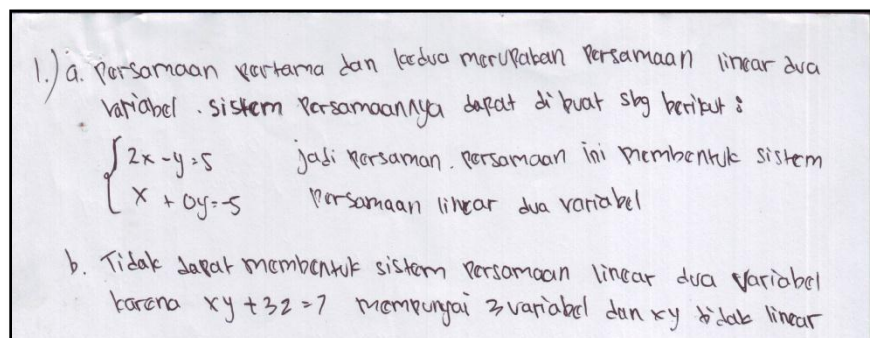 1.) a. Persamaan pertama dan kedua merupakan Persamaan linear dua
variabel. sistem persamaannya dapat dibuat sbg berikut :
2x - y = 5 jadi persaman. persamaan ini membentuk sistem
x + 0y = -5 Persamaan linear dua variabel
b. Tidak dapat membentuk sistem Persamaan linear dua variabel
karena xy + 3z = 7 mempunyai 3 variabel dan xy tidak linear